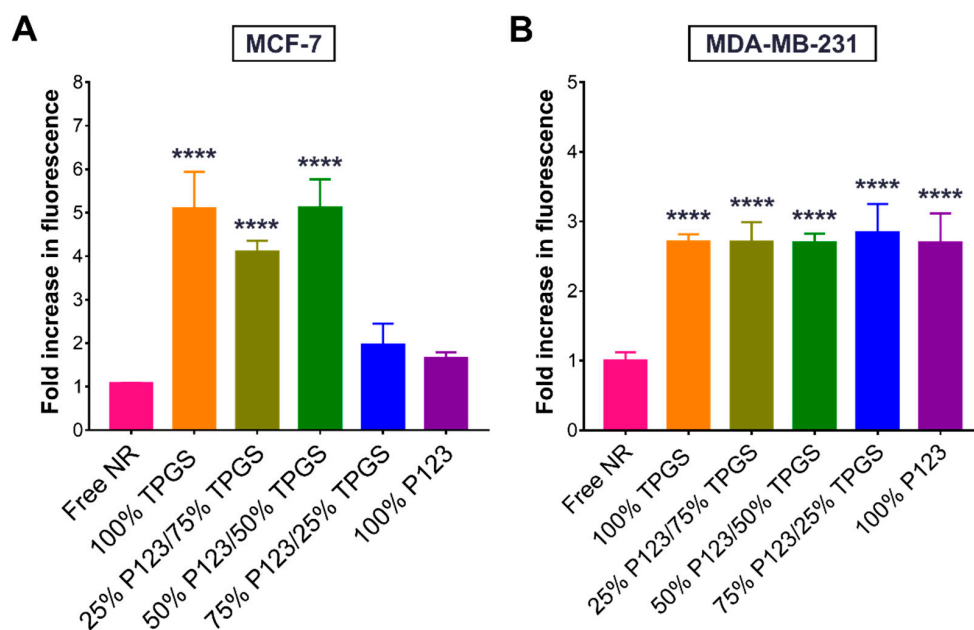 A
MCF-7
Fold increase in fluorescence
8
7
6
5
4
3
2
1
0
****
****
****
Free NR
100% TPGS
25% P123/75% TPGS
50% P123/50% TPGS
75% P123/25% TPGS
100% P123
B
MDA-MB-231
Fold increase in fluorescence
5
4
3
2
1
0
****
****
****
****
****
Free NR
100% TPGS
25% P123/75% TPGS
50% P123/50% TPGS
75% P123/25% TPGS
100% P123